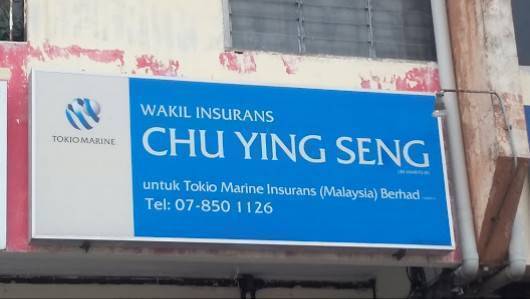 TOKIO MARINE
WAKIL INSURANS
CHU YING SENG
untuk Tokio Marine Insurans (Malaysia) Berhad
Tel: 07-850 1126